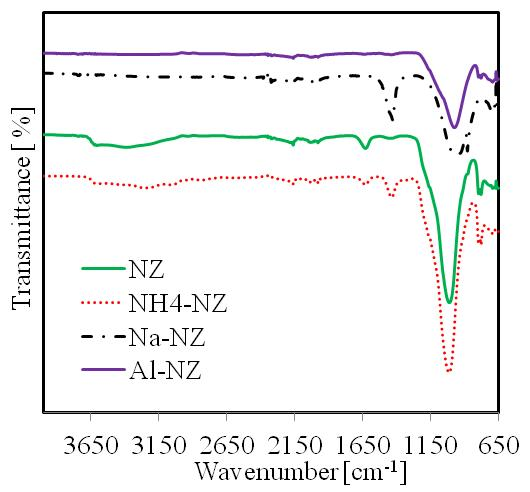 Transmittance [ %]
NZ
NH4-NZ
Na-NZ
Al-NZ
3650 3150 2650 2150 1650 1150 650
Wavenumber [cm⁻¹]